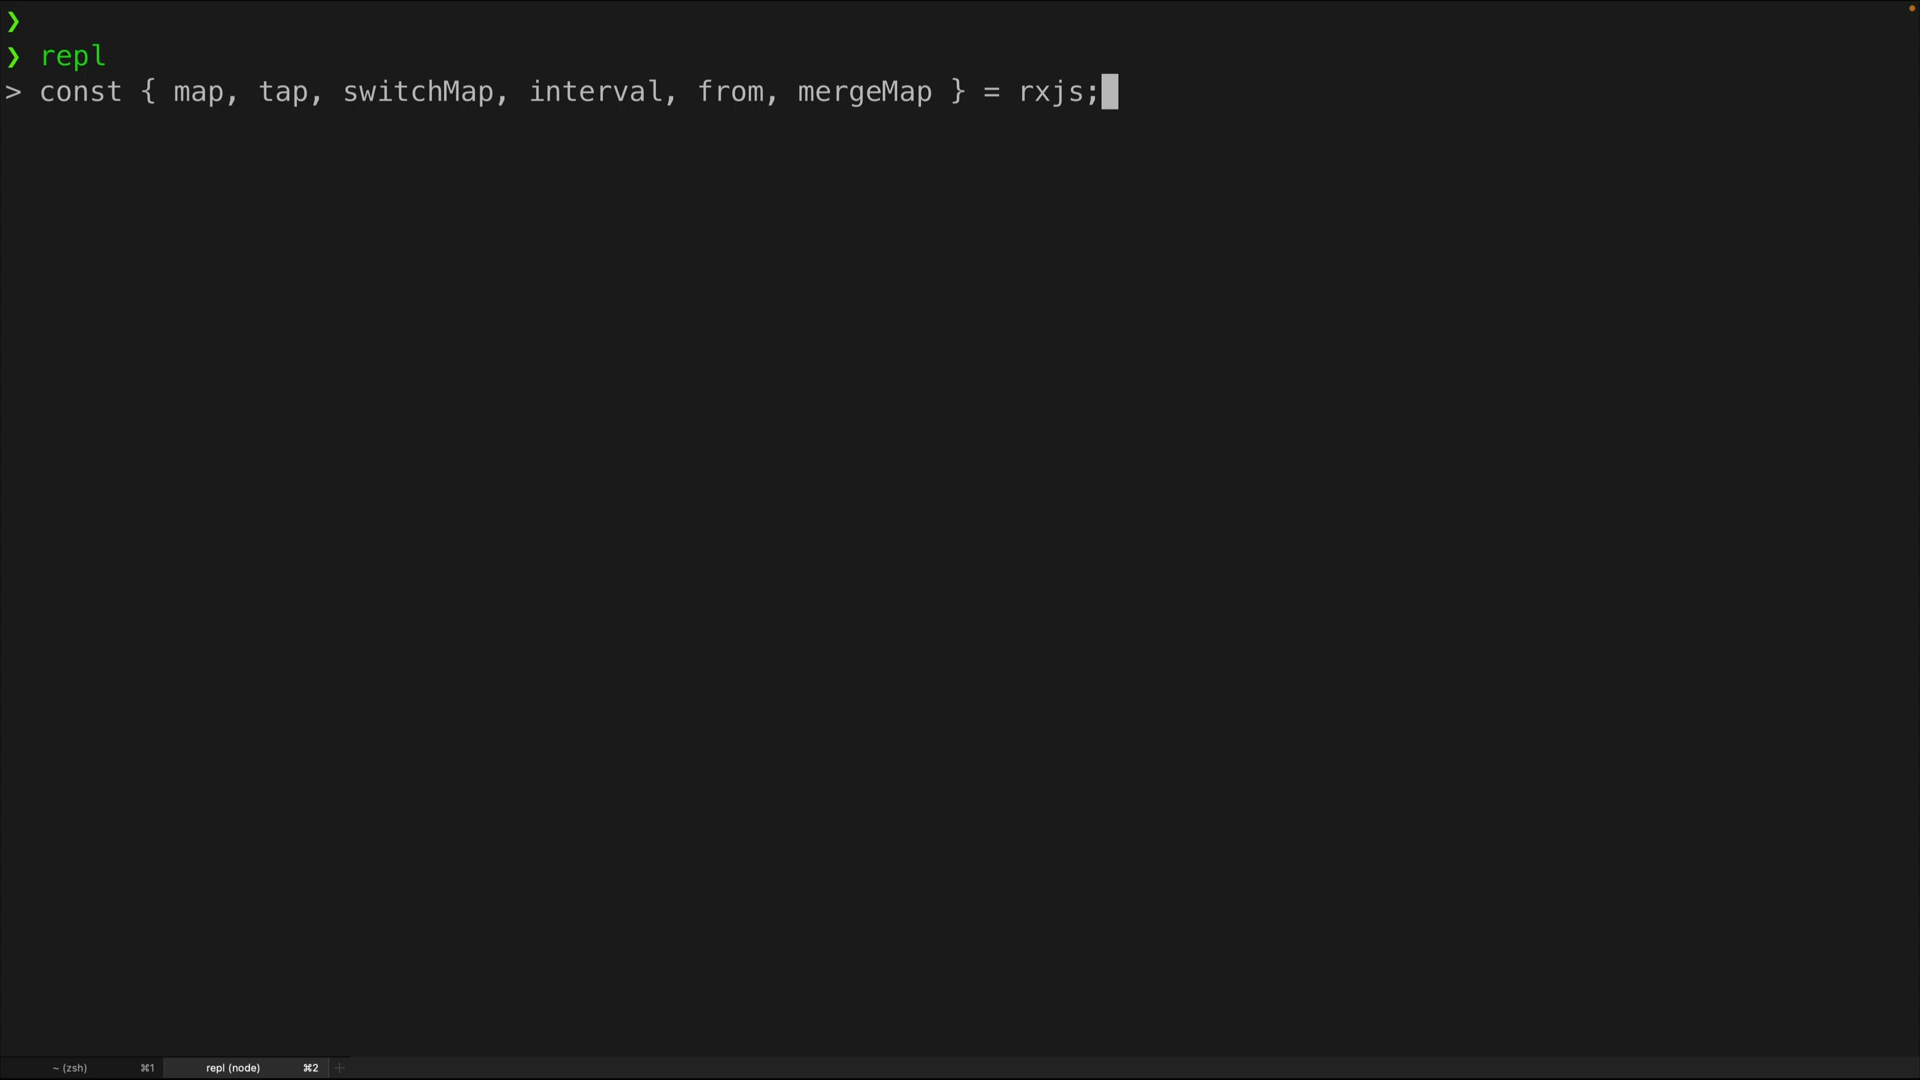 ❯
❯ repl
> const { map, tap, switchMap, interval, from, mergeMap } = rxjs;
~ (zsh) ⌘1 repl (node) ⌘2 +